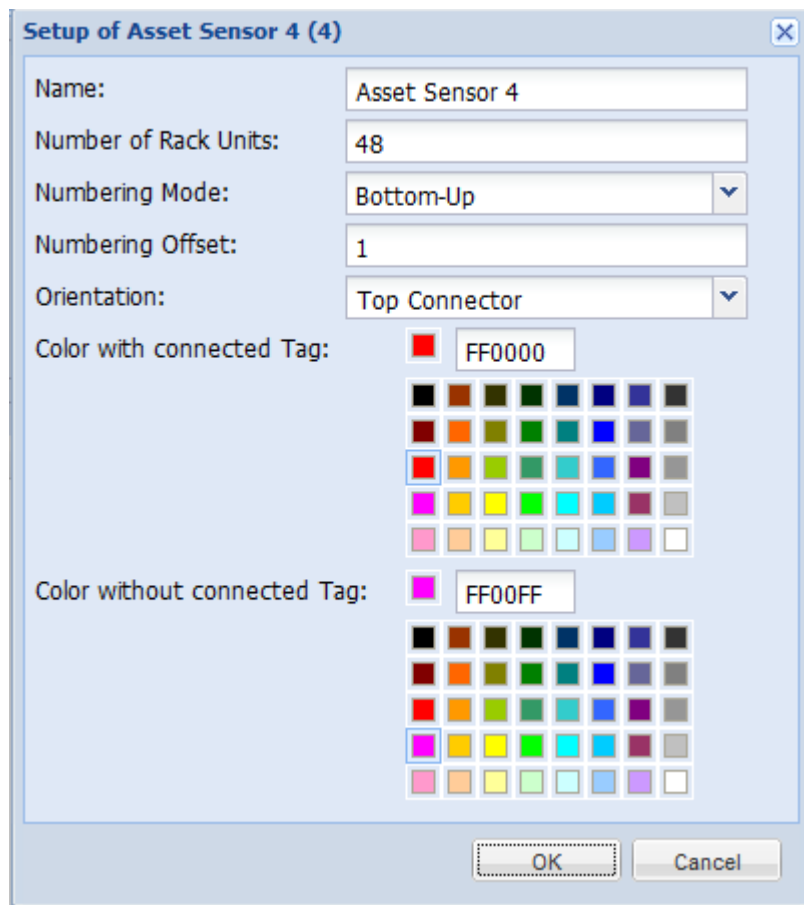 Setup of Asset Sensor 4 (4)
Name: Asset Sensor 4
Number of Rack Units: 48
Numbering Mode: Bottom-Up
Numbering Offset: 1
Orientation: Top Connector
Color with connected Tag: FF0000
Color without connected Tag: FF00FF
OK Cancel